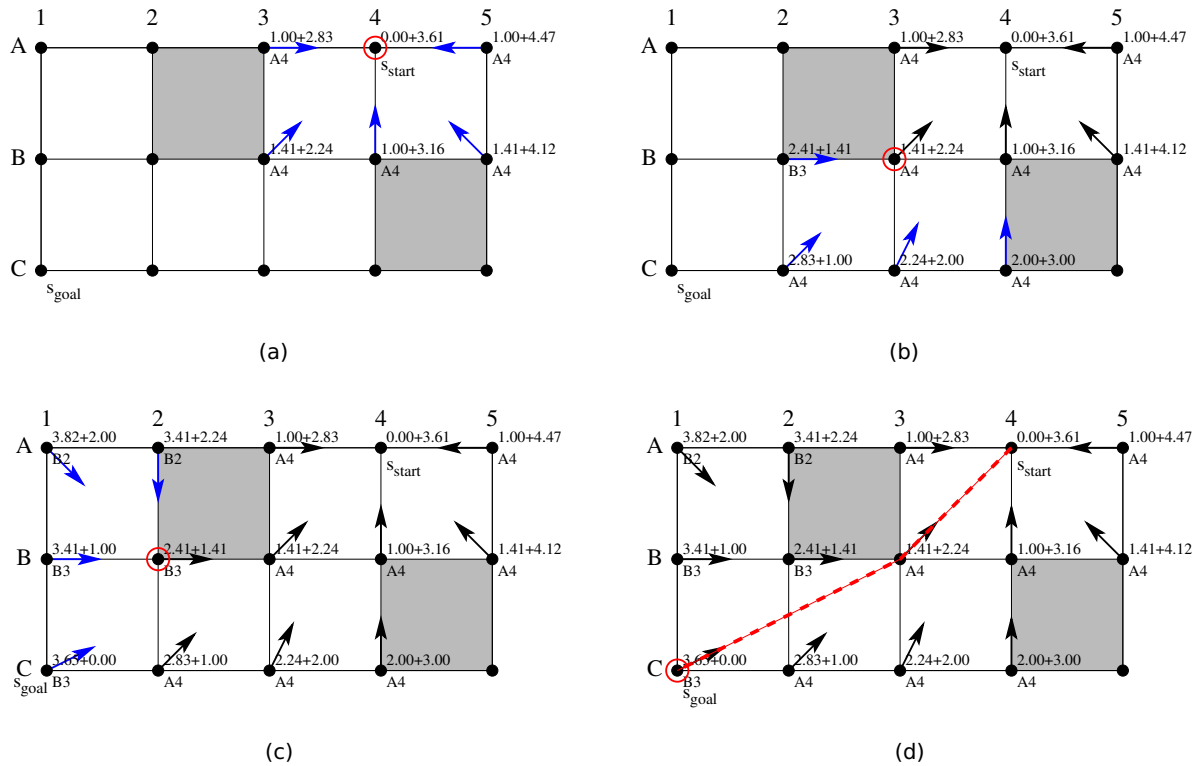 1 2 3 4 5
A 1.00+2.83 0.00+3.61 1.00+4.47
A4 s_start A4
B 1.41+2.24 1.00+3.16 1.41+4.12
A4 A4 A4
C
s_goal
(a)
1 2 3 4 5
A 1.00+2.83 0.00+3.61 1.00+4.47
A4 s_start A4
B 2.41+1.41 1.41+2.24 1.00+3.16 1.41+4.12
B3 A4 A4 A4
C 2.83+1.00 2.24+2.00 2.00+3.00
s_goal A4 A4 A4
(b)
1 2 3 4 5
A 3.82+2.00 3.41+2.24 1.00+2.83 0.00+3.61 1.00+4.47
B2 B2 A4 s_start A4
B 3.41+1.00 2.41+1.41 1.41+2.24 1.00+3.16 1.41+4.12
B3 B3 A4 A4 A4
C 3.65+0.00 2.83+1.00 2.24+2.00 2.00+3.00
s_goal B3 A4 A4 A4
(c)
1 2 3 4 5
A 3.82+2.00 3.41+2.24 1.00+2.83 0.00+3.61 1.00+4.47
B2 B2 A4 s_start A4
B 3.41+1.00 2.41+1.41 1.41+2.24 1.00+3.16 1.41+4.12
B3 B3 A4 A4 A4
C 3.65+0.00 2.83+1.00 2.24+2.00 2.00+3.00
B3 A4 A4 A4
s_goal
(d)